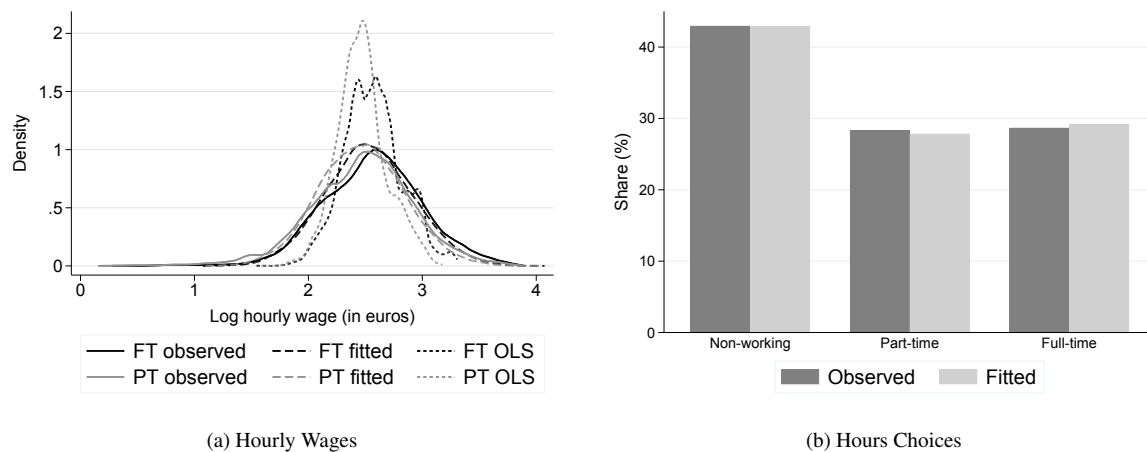 2
1.5
1
.5
0
Density
0 1 2 3 4
Log hourly wage (in euros)
FT observed FT fitted FT OLS
PT observed PT fitted PT OLS
(a) Hourly Wages
40
30
20
10
0
Share (%)
Non-working Part-time Full-time
Observed Fitted
(b) Hours Choices